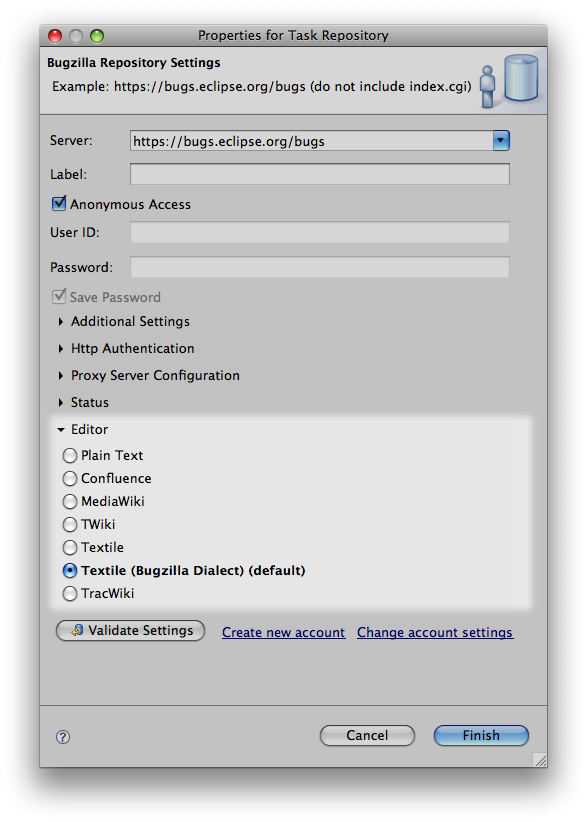 Properties for Task Repository
Bugzilla Repository Settings
Example: https://bugs.eclipse.org/bugs (do not include index.cgi)
Server: https://bugs.eclipse.org/bugs
Label:
Anonymous Access
User ID:
Password:
Save Password
Additional Settings
Http Authentication
Proxy Server Configuration
Status
Editor
Plain Text
Confluence
MediaWiki
TWiki
Textile
Textile (Bugzilla Dialect) (default)
TracWiki
Validate Settings Create new account Change account settings
? Cancel Finish